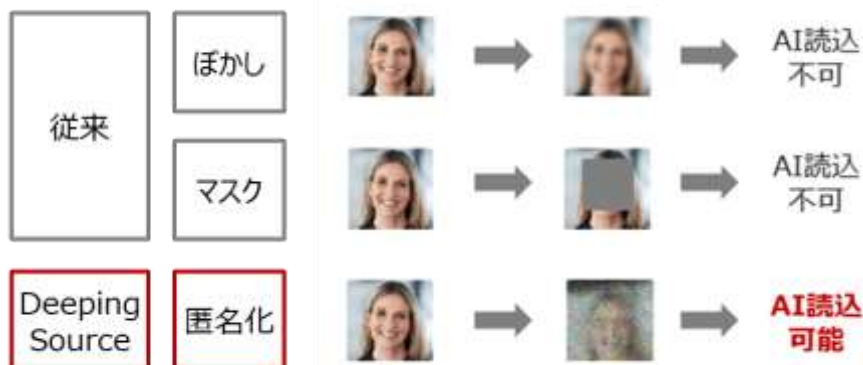 従来
ぼかし
AI読込
不可
マスク
AI読込
不可
Deeping
Source
匿名化
AI読込
可能